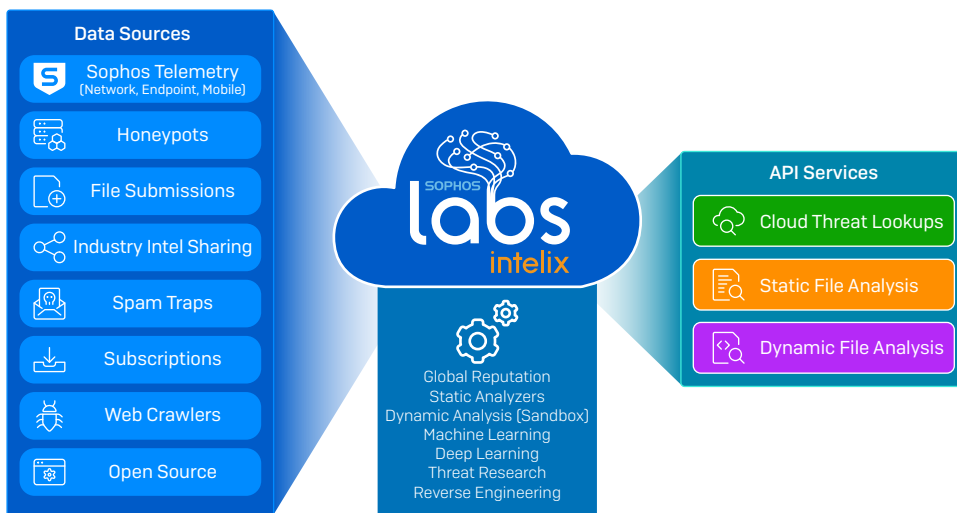 Data Sources
Sophos Telemetry
(Network, Endpoint, Mobile)
Honeypots
File Submissions
Industry Intel Sharing
Spam Traps
Subscriptions
Web Crawlers
Open Source
SOPHOS
labs
intelix
Global Reputation
Static Analyzers
Dynamic Analysis (Sandbox)
Machine Learning
Deep Learning
Threat Research
Reverse Engineering
API Services
Cloud Threat Lookups
Static File Analysis
Dynamic File Analysis